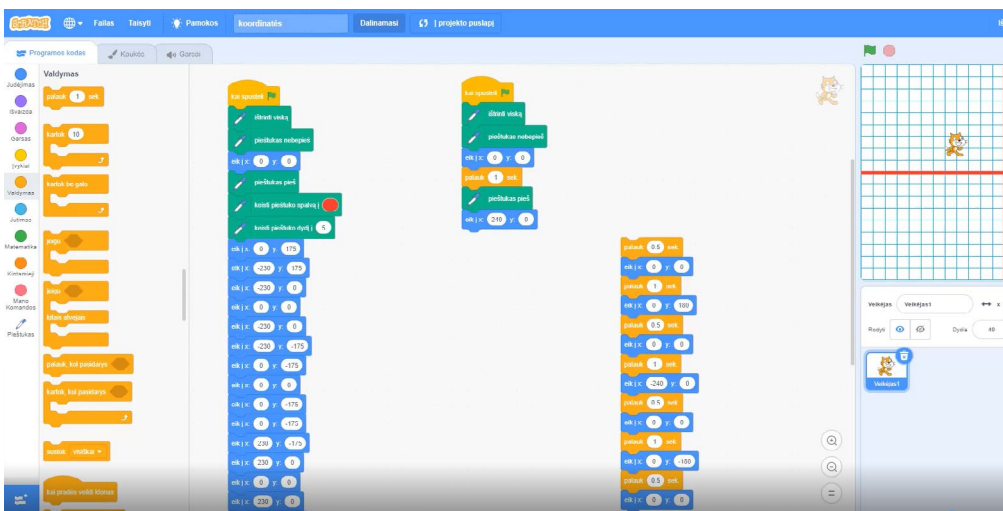 SCRATCH Failas Taisyti Pamokos koordinatės Dalinamasi Į projekto puslapį
Programos kodas Kaukės Garsai
Judėjimas
Išvaizda
Garsas
Įvykiai
Valdymas
Jutimas
Matematika
Kintamieji
Mano
Komandos
Pieštukas
Valdymas
palauk 1 sek.
kartok 10
kartok be galo
jeigu
jeigu
kitais atvejais
palauk, kol pasidarys
kartok, kol pasidarys
sustok viskas
kai pradės veikti klonas
kai spusteli
ištrinti viską
pieštukas nebepieš
eik į x: 0 y: 0
pieštukas pieš
keisti pieštuko spalvą į
keisti pieštuko dydį į 5
eik į x: 0 y: 175
eik į x: -230 y: 175
eik į x: -230 y: 0
eik į x: 0 y: 0
eik į x: -230 y: 0
eik į x: -230 y: -175
eik į x: 0 y: -175
eik į x: 0 y: 0
eik į x: 0 y: -175
eik į x: 0 y: -175
eik į x: 230 y: -175
eik į x: 230 y: 0
eik į x: 0 y: 0
eik į x: 230 y: 0
kai spusteli
ištrinti viską
pieštukas nebepieš
eik į x: 0 y: 0
palauk 1 sek.
pieštukas pieš
eik į x: 240 y: 0
palauk 0.5 sek.
eik į x: 0 y: 0
palauk 1 sek.
eik į x: 0 y: 180
palauk 0.5 sek.
eik į x: 0 y: 0
palauk 1 sek.
eik į x: -240 y: 0
palauk 0.5 sek.
eik į x: 0 y: 0
palauk 1 sek.
eik į x: 0 y: -180
palauk 0.5 sek.
eik į x: 0 y: 0
Veikėjas Veikėjas1 x
Rodyti Dydis 40
Veikėjas1